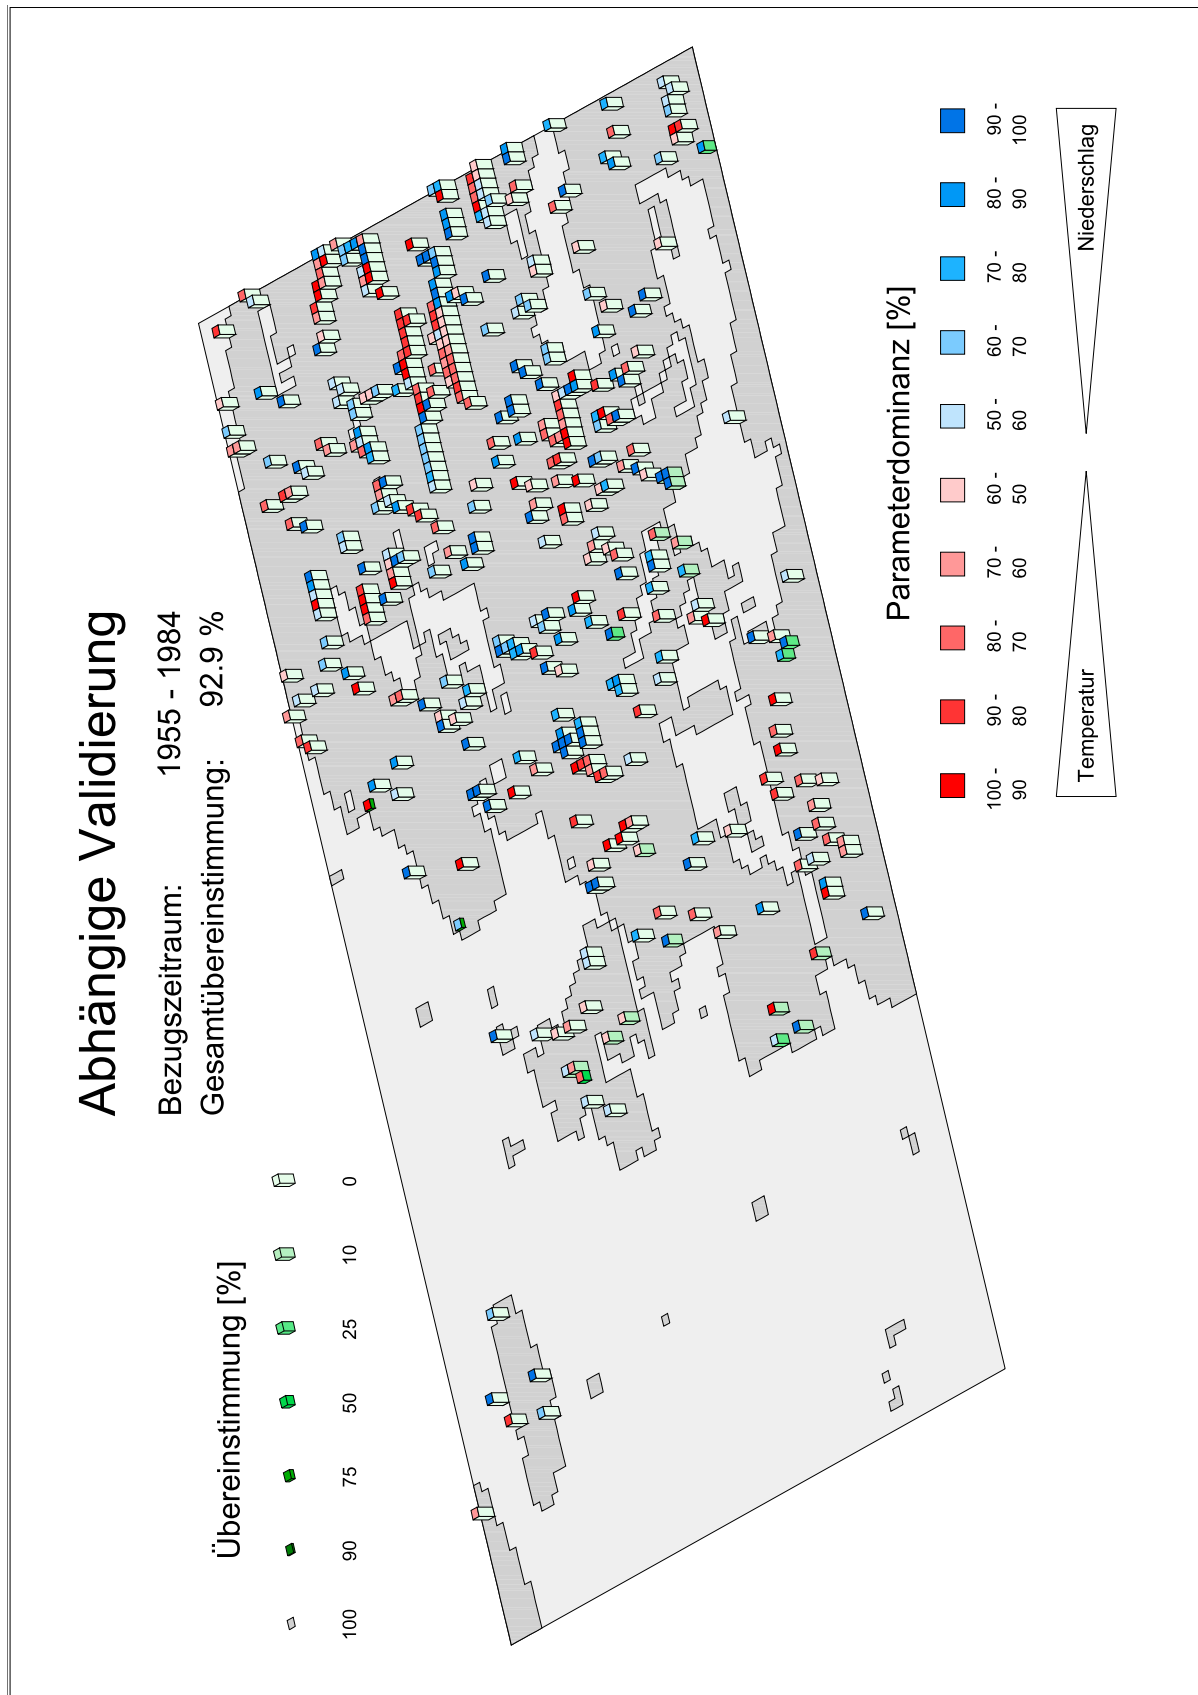 Abhängige Validierung
Bezugszeitraum: 1955 - 1984
Gesamtübereinstimmung: 92.9 %
Übereinstimmung [%]
100 90 75 50 25 10 0
Parameterdominanz [%]
100 - 90 - 80 - 70 - 60 - 50 - 60 - 70 - 80 - 90 -
90 80 70 60 50 60 70 80 90 100
Temperatur Niederschlag